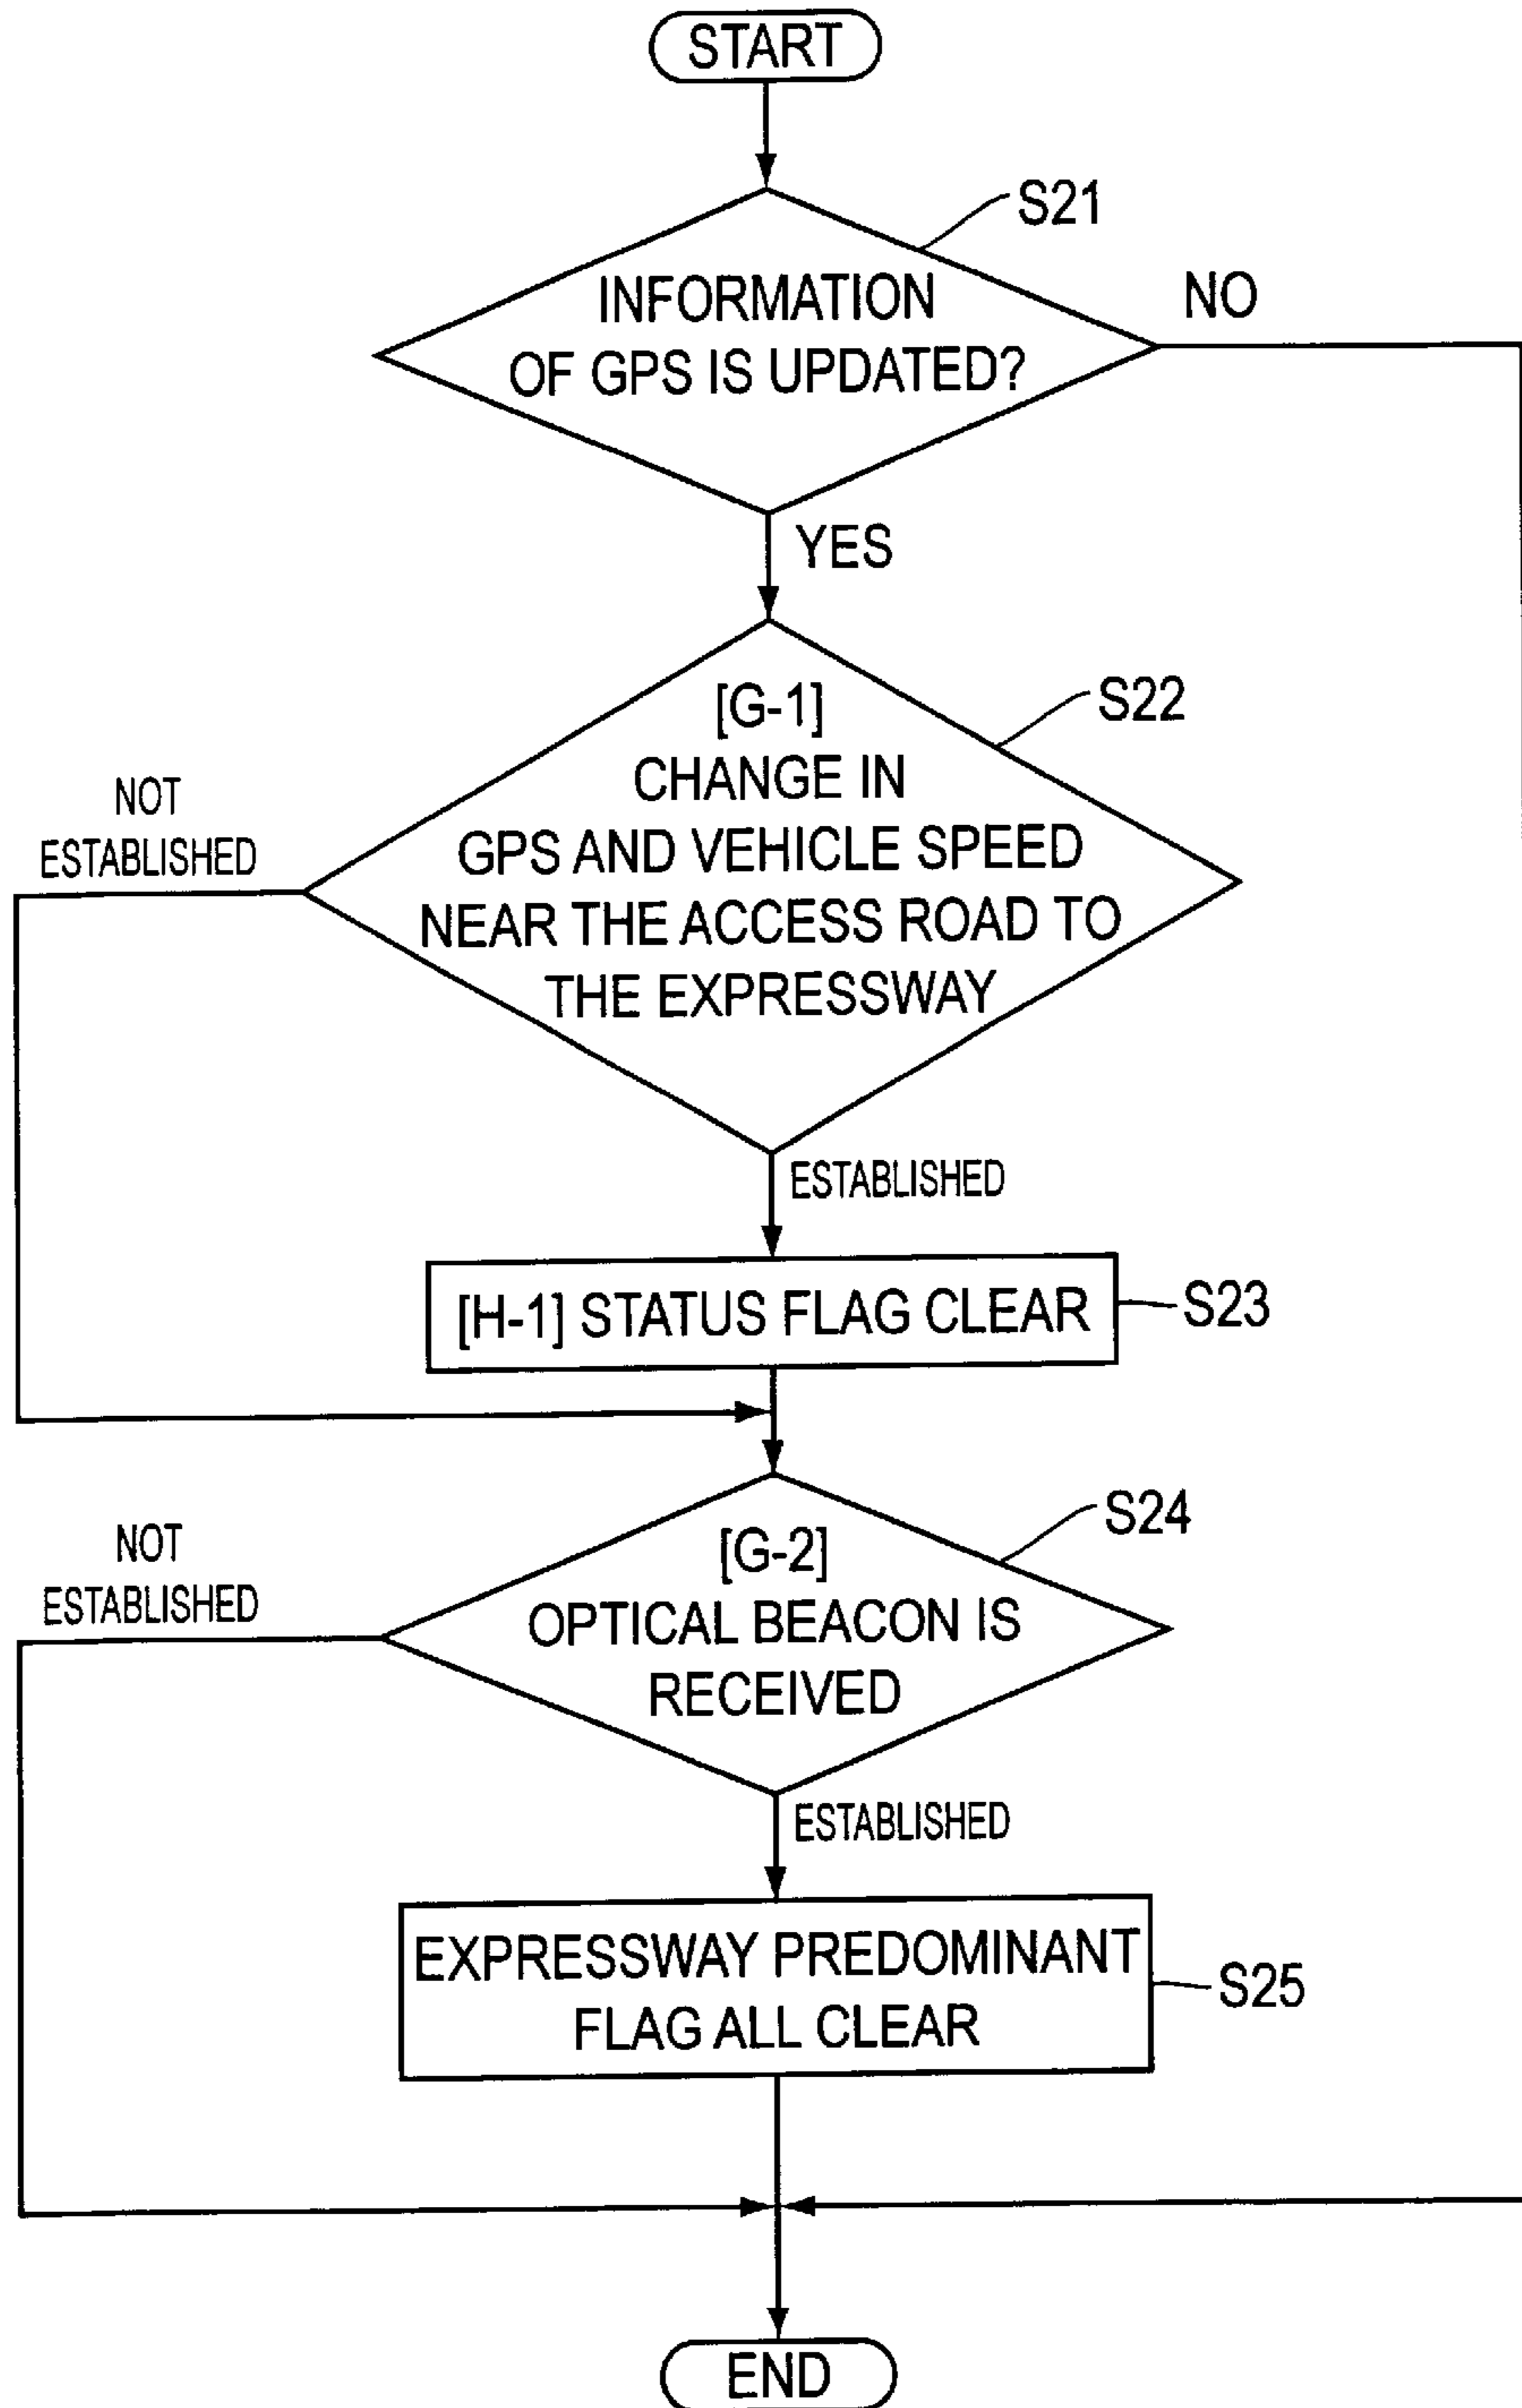 START
S21
INFORMATION
OF GPS IS UPDATED?
NO
YES
S22
[G-1]
CHANGE IN
GPS AND VEHICLE SPEED
NEAR THE ACCESS ROAD TO
THE EXPRESSWAY
NOT
ESTABLISHED
ESTABLISHED
[H-1] STATUS FLAG CLEAR
S23
S24
[G-2]
OPTICAL BEACON IS
RECEIVED
NOT
ESTABLISHED
ESTABLISHED
EXPRESSWAY PREDOMINANT
FLAG ALL CLEAR
S25
END